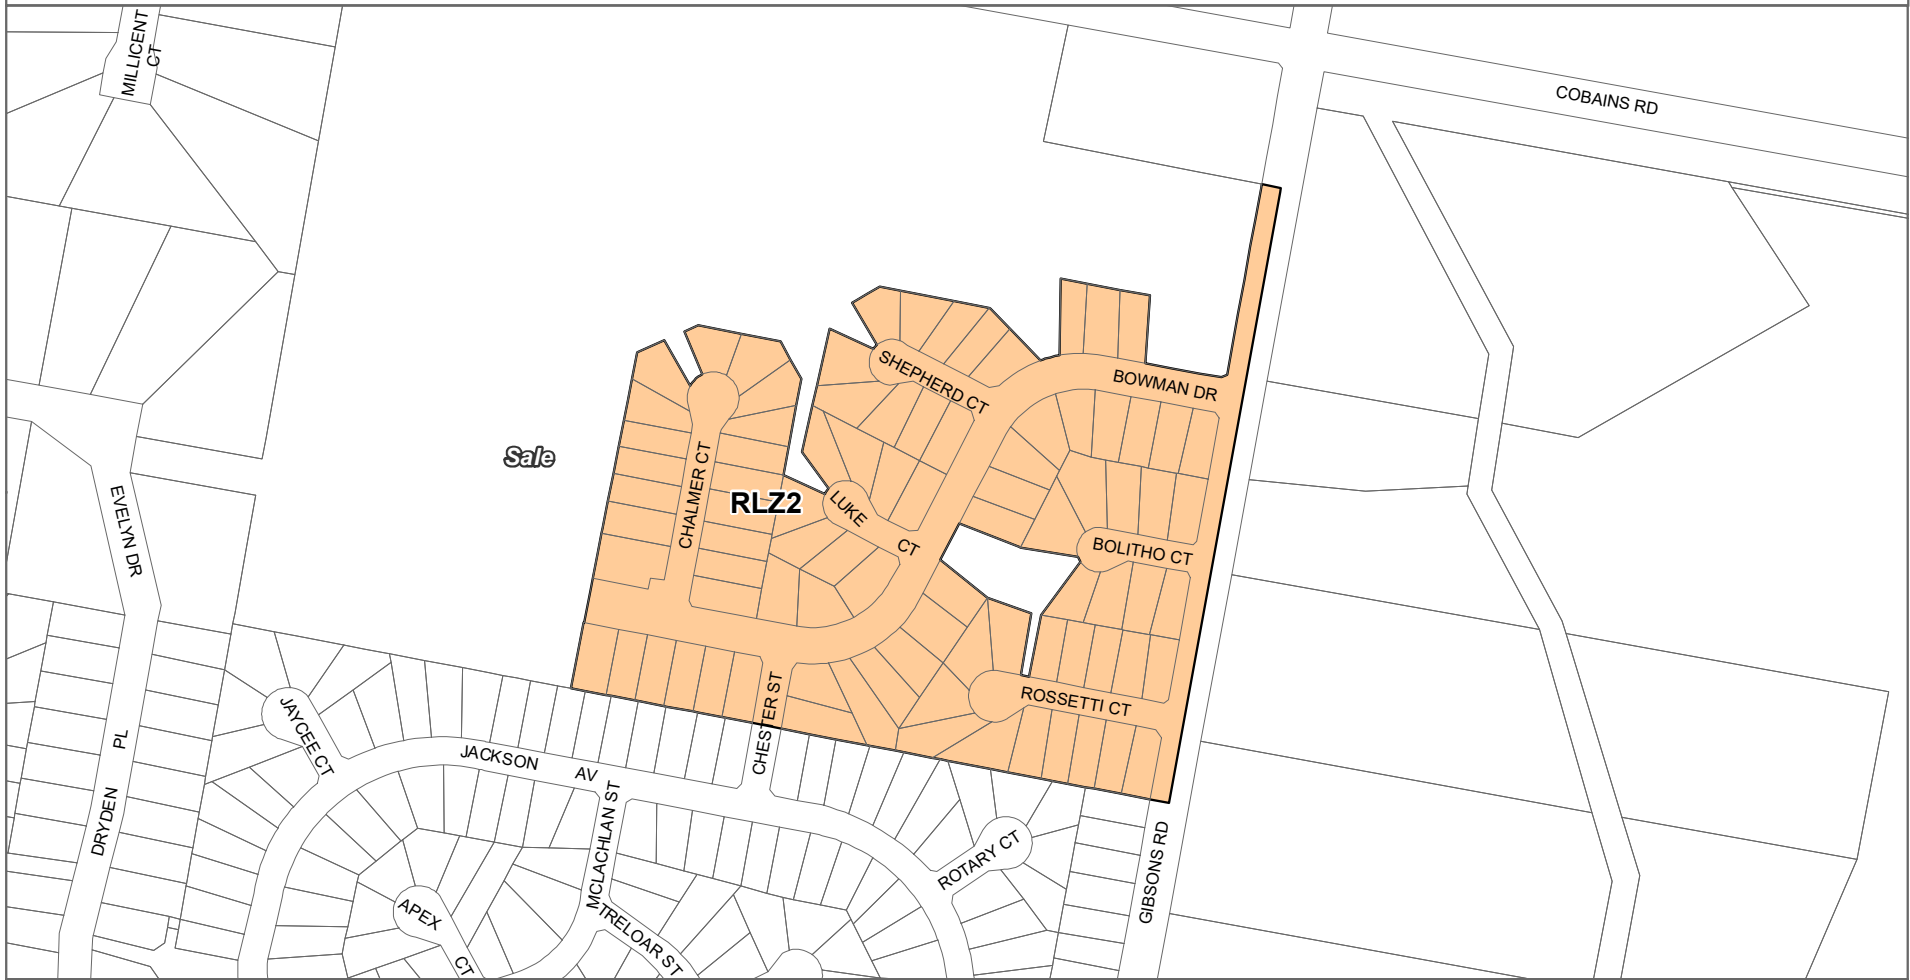 MILLICENT
CT
COBAINS RD
SHEPHERD CT
BOWMAN DR
Sale
CHALMER CT
RLZ2
LUKE
CT
BOLITHO CT
EVELYN DR
ROSSETTI CT
CHESTER ST
JAYCEE CT
PL
DRYDEN
JACKSON
AV
MCLACHLAN ST
ROTARY CT
GIBSONS RD
APEX
CT
TRELOAR ST